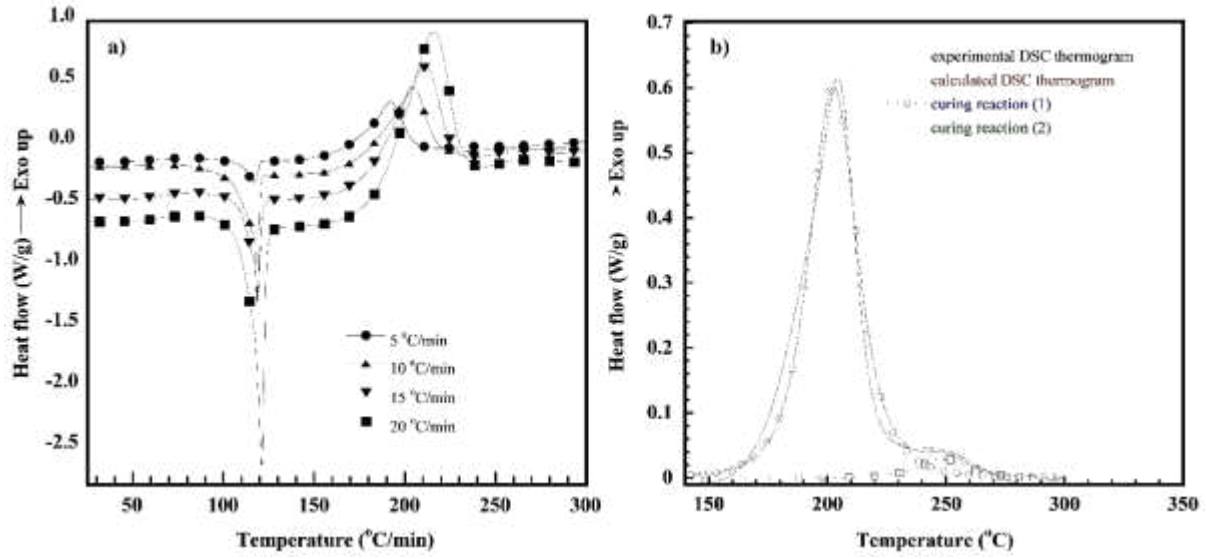 a)
1.0
0.5
0.0
-0.5
-1.0
-1.5
-2.0
-2.5
Heat flow (W/g) → Exo up
5 °C/min
10 °C/min
15 °C/min
20 °C/min
50
100
150
200
250
300
Temperature (°C/min)
b)
0.7
0.6
0.5
0.4
0.3
0.2
0.1
0
Heat flow (W/g) > Exo up
experimental DSC thermogram
calculated DSC thermogram
curing reaction (1)
curing reaction (2)
150
200
250
300
350
Temperature (°C)